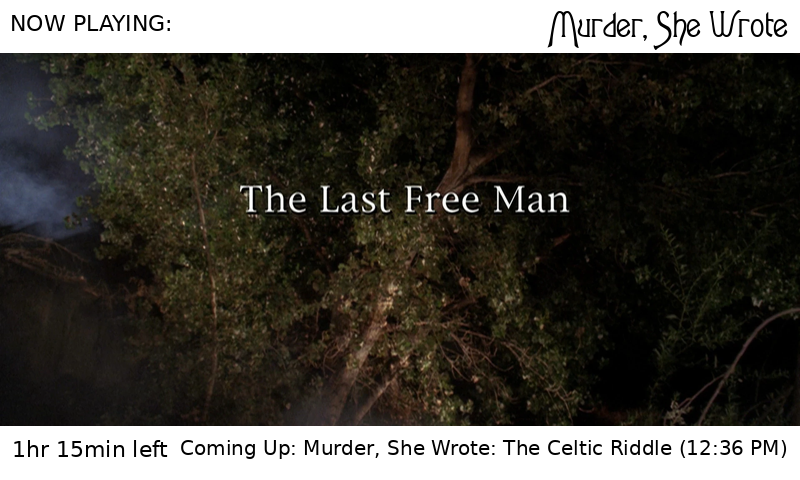 NOW PLAYING:
Murder, She Wrote
The Last Free Man
1hr 15min left
Coming Up: Murder, She Wrote: The Celtic Riddle (12:36 PM)